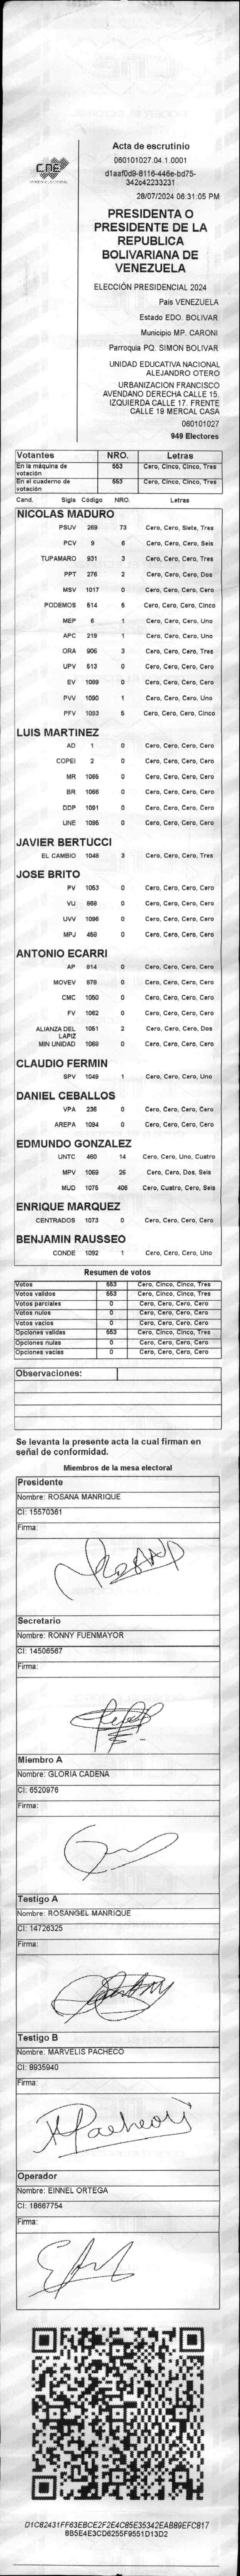 CNE
Acta de escrutinio
060101027.04.1.0001
d1aaf0d9-8116-446e-bd75-
342c42233231
28/07/2024 06:31:05 PM
PRESIDENTA O
PRESIDENTE DE LA
REPUBLICA
BOLIVARIANA DE
VENEZUELA
ELECCIÓN PRESIDENCIAL 2024
País VENEZUELA
Estado EDO. BOLIVAR
Municipio MP. CARONI
Parroquia PQ. SIMON BOLIVAR
UNIDAD EDUCATIVA NACIONAL
ALEJANDRO OTERO
URBANIZACION FRANCISCO
AVENDANO DERECHA CALLE 15.
IZQUIERDA CALLE 17. FRENTE
CALLE 19 MERCAL CASA
060101027
949 Electores
Votantes NRO. Letras
En la máquina de votación 553 Cero, Cinco, Cinco, Tres
En el cuaderno de votación 553 Cero, Cinco, Cinco, Tres
Cand. Sigls Código NRO. Letras
NICOLAS MADURO
PSUV 269 73 Cero, Cero, Siete, Tres
PCV 9 6 Cero, Cero, Cero, Seis
TUPAMARO 931 3 Cero, Cero, Cero, Tres
PPT 276 2 Cero, Cero, Cero, Dos
MSV 1017 0 Cero, Cero, Cero, Cero
PODEMOS 514 5 Cero, Cero, Cero, Cinco
MEP 6 1 Cero, Cero, Cero, Uno
APC 219 1 Cero, Cero, Cero, Uno
ORA 906 3 Cero, Cero, Cero, Tres
UPV 513 0 Cero, Cero, Cero, Cero
EV 1089 0 Cero, Cero, Cero, Cero
PVV 1090 1 Cero, Cero, Cero, Uno
PFV 1093 5 Cero, Cero, Cero, Cinco
LUIS MARTINEZ
AD 1 0 Cero, Cero, Cero, Cero
COPEI 2 0 Cero, Cero, Cero, Cero
MR 1065 0 Cero, Cero, Cero, Cero
BR 1066 0 Cero, Cero, Cero, Cero
DDP 1091 0 Cero, Cero, Cero, Cero
UNE 1095 0 Cero, Cero, Cero, Cero
JAVIER BERTUCCI
EL CAMBIO 1048 3 Cero, Cero, Cero, Tres
JOSE BRITO
PV 1053 0 Cero, Cero, Cero, Cero
VU 868 0 Cero, Cero, Cero, Cero
UVV 1096 0 Cero, Cero, Cero, Cero
MPJ 459 0 Cero, Cero, Cero, Cero
ANTONIO ECARRI
AP 814 0 Cero, Cero, Cero, Cero
MOVEV 879 0 Cero, Cero, Cero, Cero
CMC 1050 0 Cero, Cero, Cero, Cero
FV 1062 0 Cero, Cero, Cero, Cero
ALIANZA DEL LAPIZ 1051 2 Cero, Cero, Cero, Dos
MIN UNIDAD 1069 0 Cero, Cero, Cero, Cero
CLAUDIO FERMIN
SPV 1049 1 Cero, Cero, Cero, Uno
DANIEL CEBALLOS
VPA 235 0 Cero, Cero, Cero, Cero
AREPA 1094 0 Cero, Cero, Cero, Cero
EDMUNDO GONZALEZ
UNTC 460 14 Cero, Cero, Uno, Cuatro
MPV 1069 26 Cero, Cero, Dos, Seis
MUD 1075 406 Cero, Cuatro, Cero, Seis
ENRIQUE MARQUEZ
CENTRADOS 1073 0 Cero, Cero, Cero, Cero
BENJAMIN RAUSSEO
CONDE 1092 1 Cero, Cero, Cero, Uno
Resumen de votos
Votos 553 Cero, Cinco, Cinco, Tres
Votos validos 553 Cero, Cinco, Cinco, Tres
Votos parciales 0 Cero, Cero, Cero, Cero
Votos nulos 0 Cero, Cero, Cero, Cero
Votos vacíos 0 Cero, Cero, Cero, Cero
Opciones validas 553 Cero, Cinco, Cinco, Tres
Opciones nulas 0 Cero, Cero, Cero, Cero
Opciones vacías 0 Cero, Cero, Cero, Cero
Observaciones:
Se levanta la presente acta la cual firman en
señal de conformidad.
Miembros de la mesa electoral
Presidente
Nombre: ROSANA MANRIQUE
CI: 15570361
Firma:
Secretario
Nombre: RONNY FUENMAYOR
CI: 14506567
Firma:
Miembro A
Nombre: GLORIA CADENA
CI: 6520976
Firma:
Testigo A
Nombre: ROSANGEL MANRIQUE
CI: 14726325
Firma:
Testigo B
Nombre: MARVELIS PACHECO
CI: 8935940
Firma:
Operador
Nombre: EINNEL ORTEGA
CI: 18667754
Firma:
D1C82431FF63EBCE2F2E4C85E35342EAB89EFC817
8B5E4E3CD6255F9551D13D2